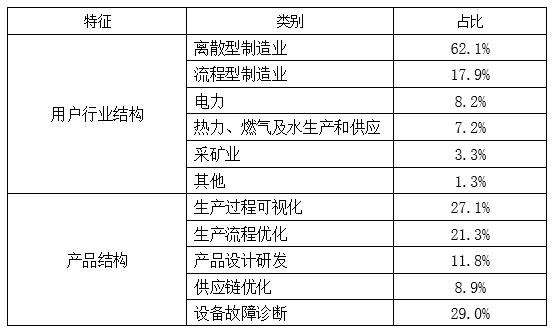 特征 类别 占比
用户行业结构
离散型制造业 62.1%
流程型制造业 17.9%
电力 8.2%
热力、燃气及水生产和供应 7.2%
采矿业 3.3%
其他 1.3%
产品结构
生产过程可视化 27.1%
生产流程优化 21.3%
产品设计研发 11.8%
供应链优化 8.9%
设备故障诊断 29.0%